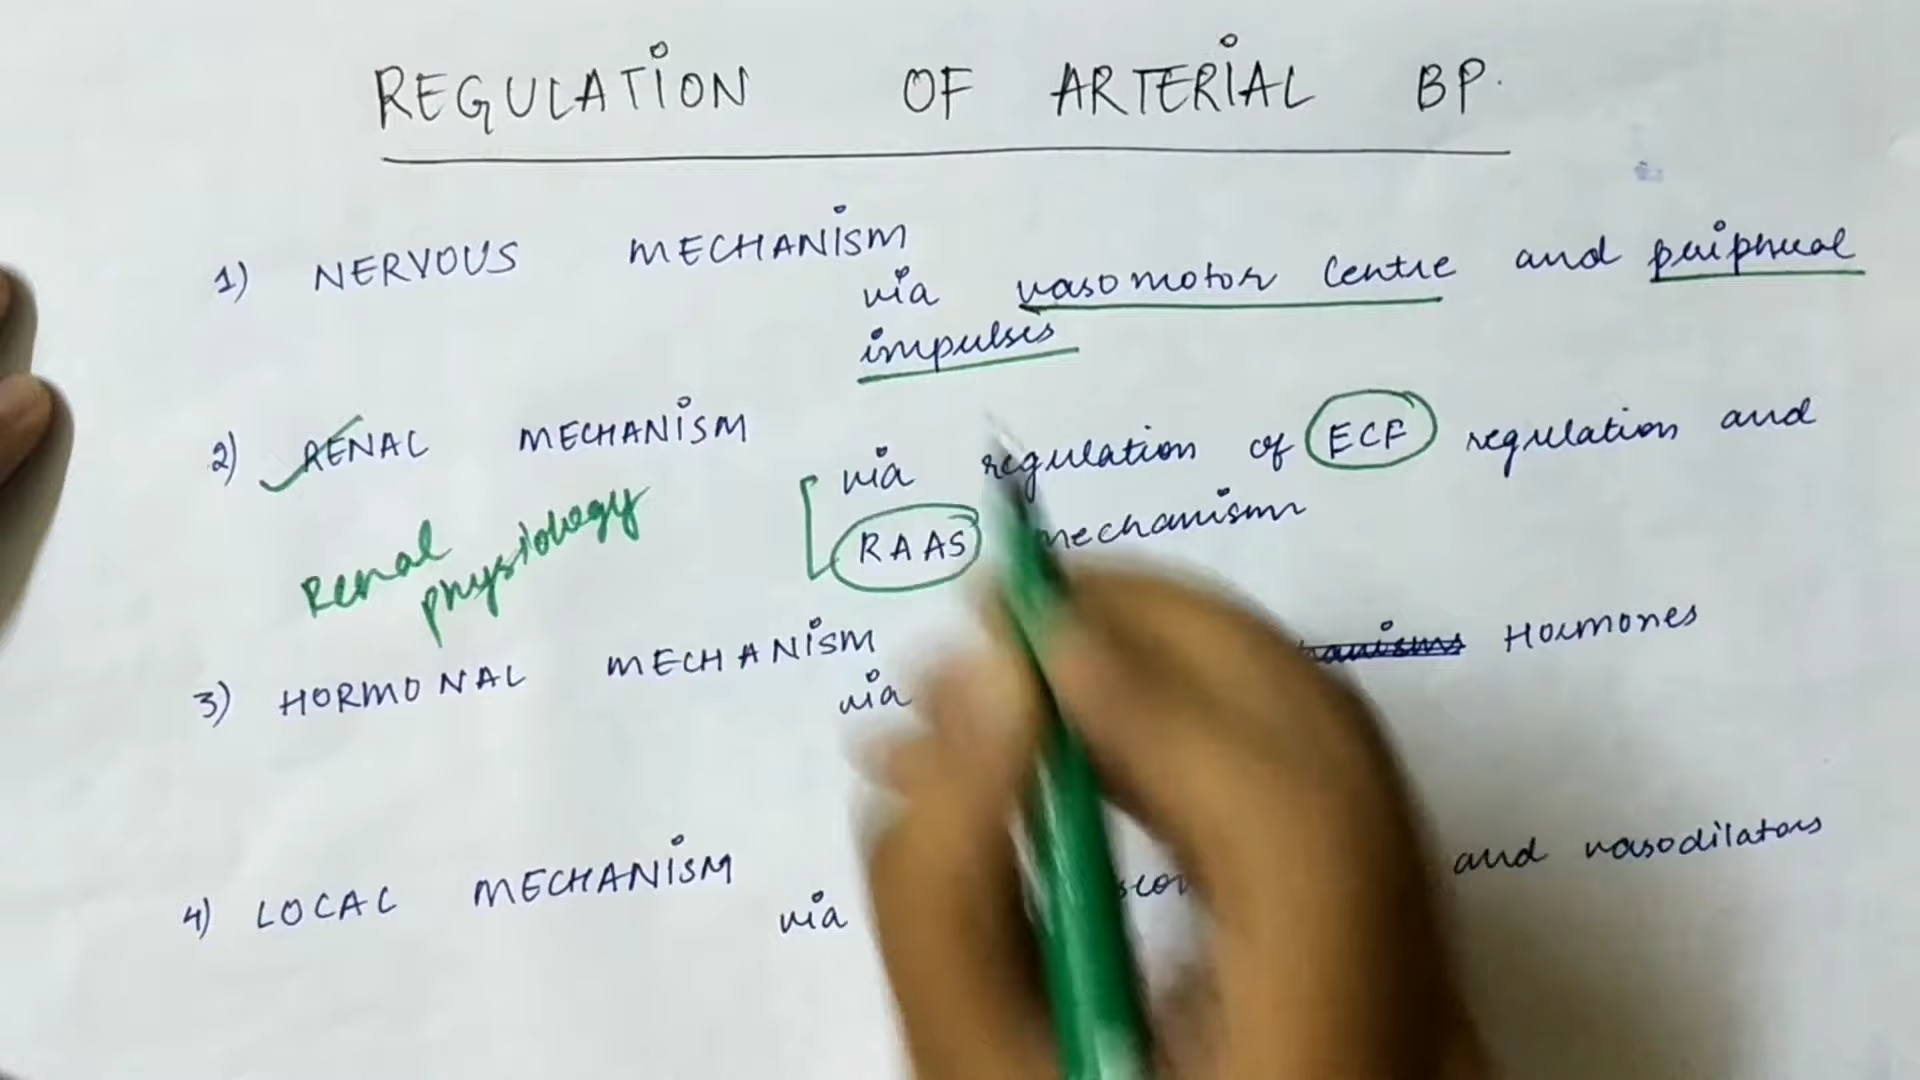 REGULATION OF ARTERIAL BP.
1) NERVOUS MECHANISM
via vasomotor centre and peripheral
impulses
2) RENAL MECHANISM
via regulation of ECF regulation and
RAAS mechanism
Renal
physiology
3) HORMONAL MECHANISM
via Hormones
4) LOCAL MECHANISM
via and vasodilators